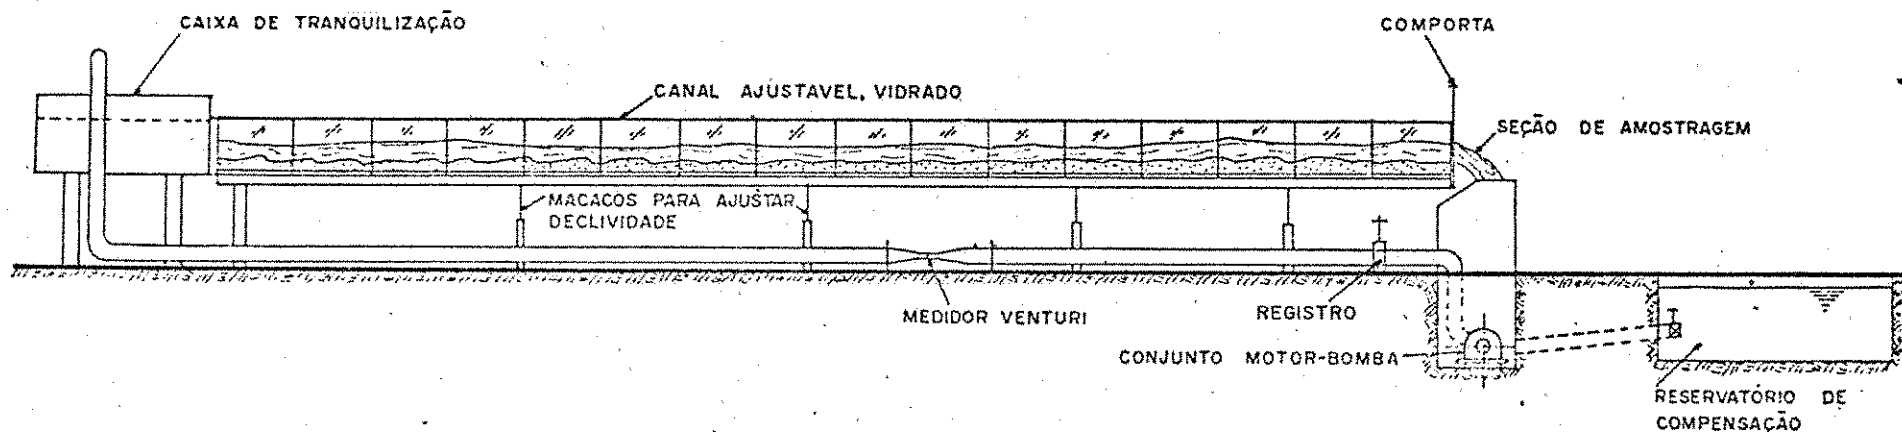 CAIXA DE TRANQUILIZAÇÃO
COMPORTA
CANAL AJUSTAVEL, VIDRADO
SEÇÃO DE AMOSTRAGEM
MACACOS PARA AJUSTAR
DECLIVIDADE
MEDIDOR VENTURI
REGISTRO
CONJUNTO MOTOR-BOMBA
RESERVATÓRIO DE
COMPENSAÇÃO